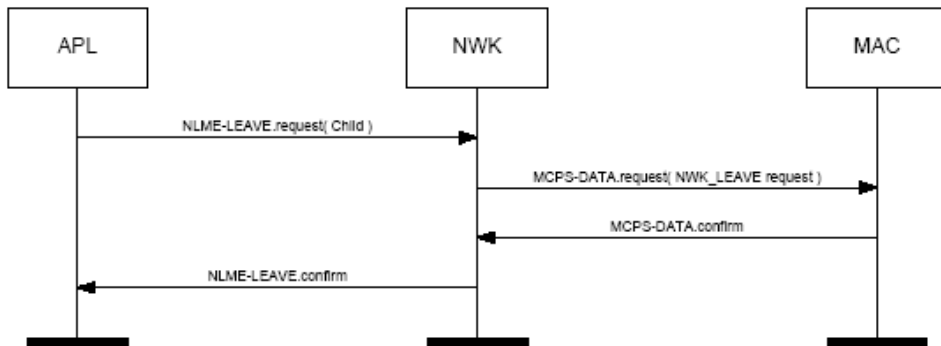 APL
NWK
MAC
NLME-LEAVE.request( Child )
MCPS-DATA.request( NWK_LEAVE request )
MCPS-DATA.confirm
NLME-LEAVE.confirm